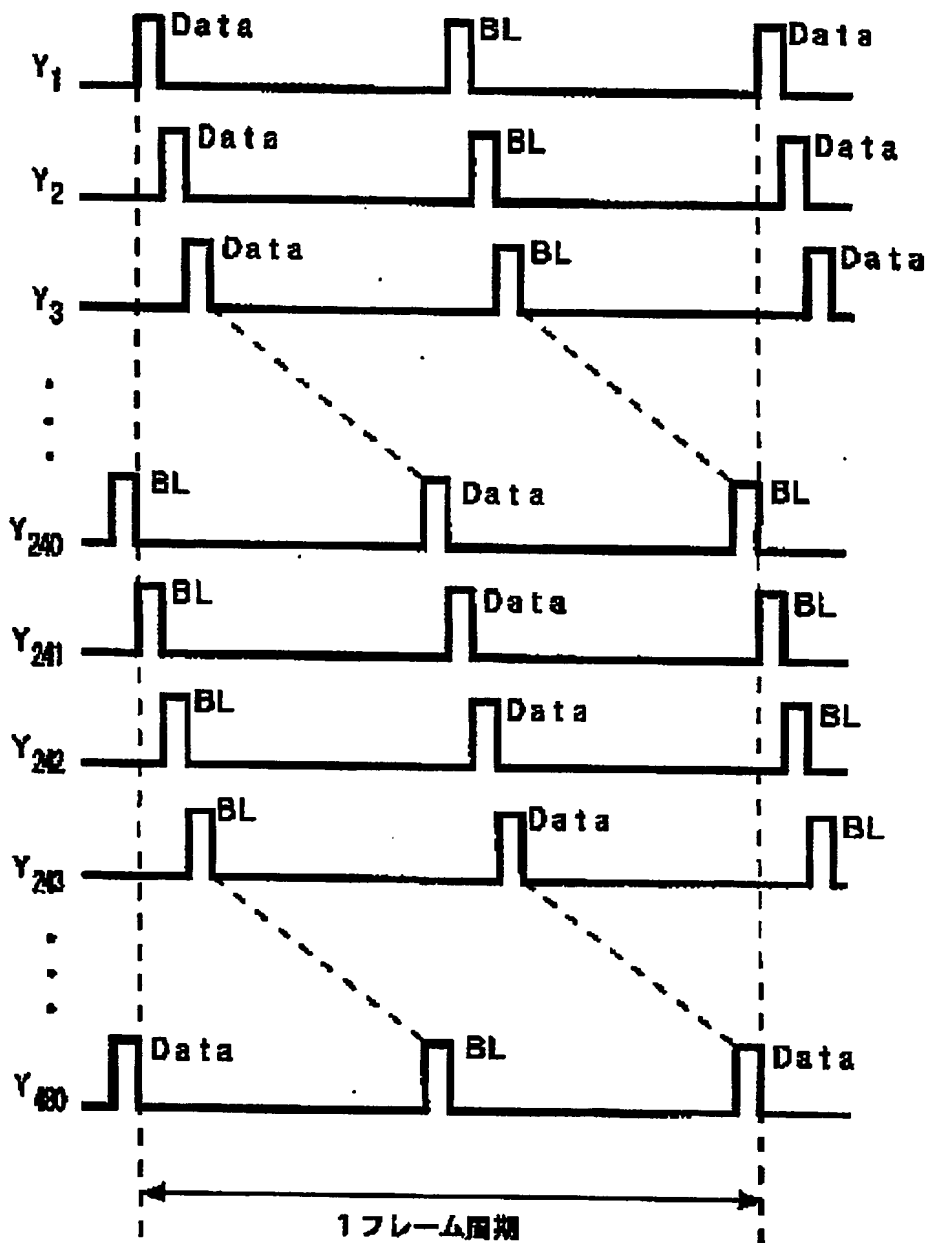 Y1 Data BL Data
Y2 Data BL Data
Y3 Data BL Data
Y240 BL Data BL
Y241 BL Data BL
Y242 BL Data BL
Y243 BL Data BL
Y480 Data BL Data
1フレーム周期